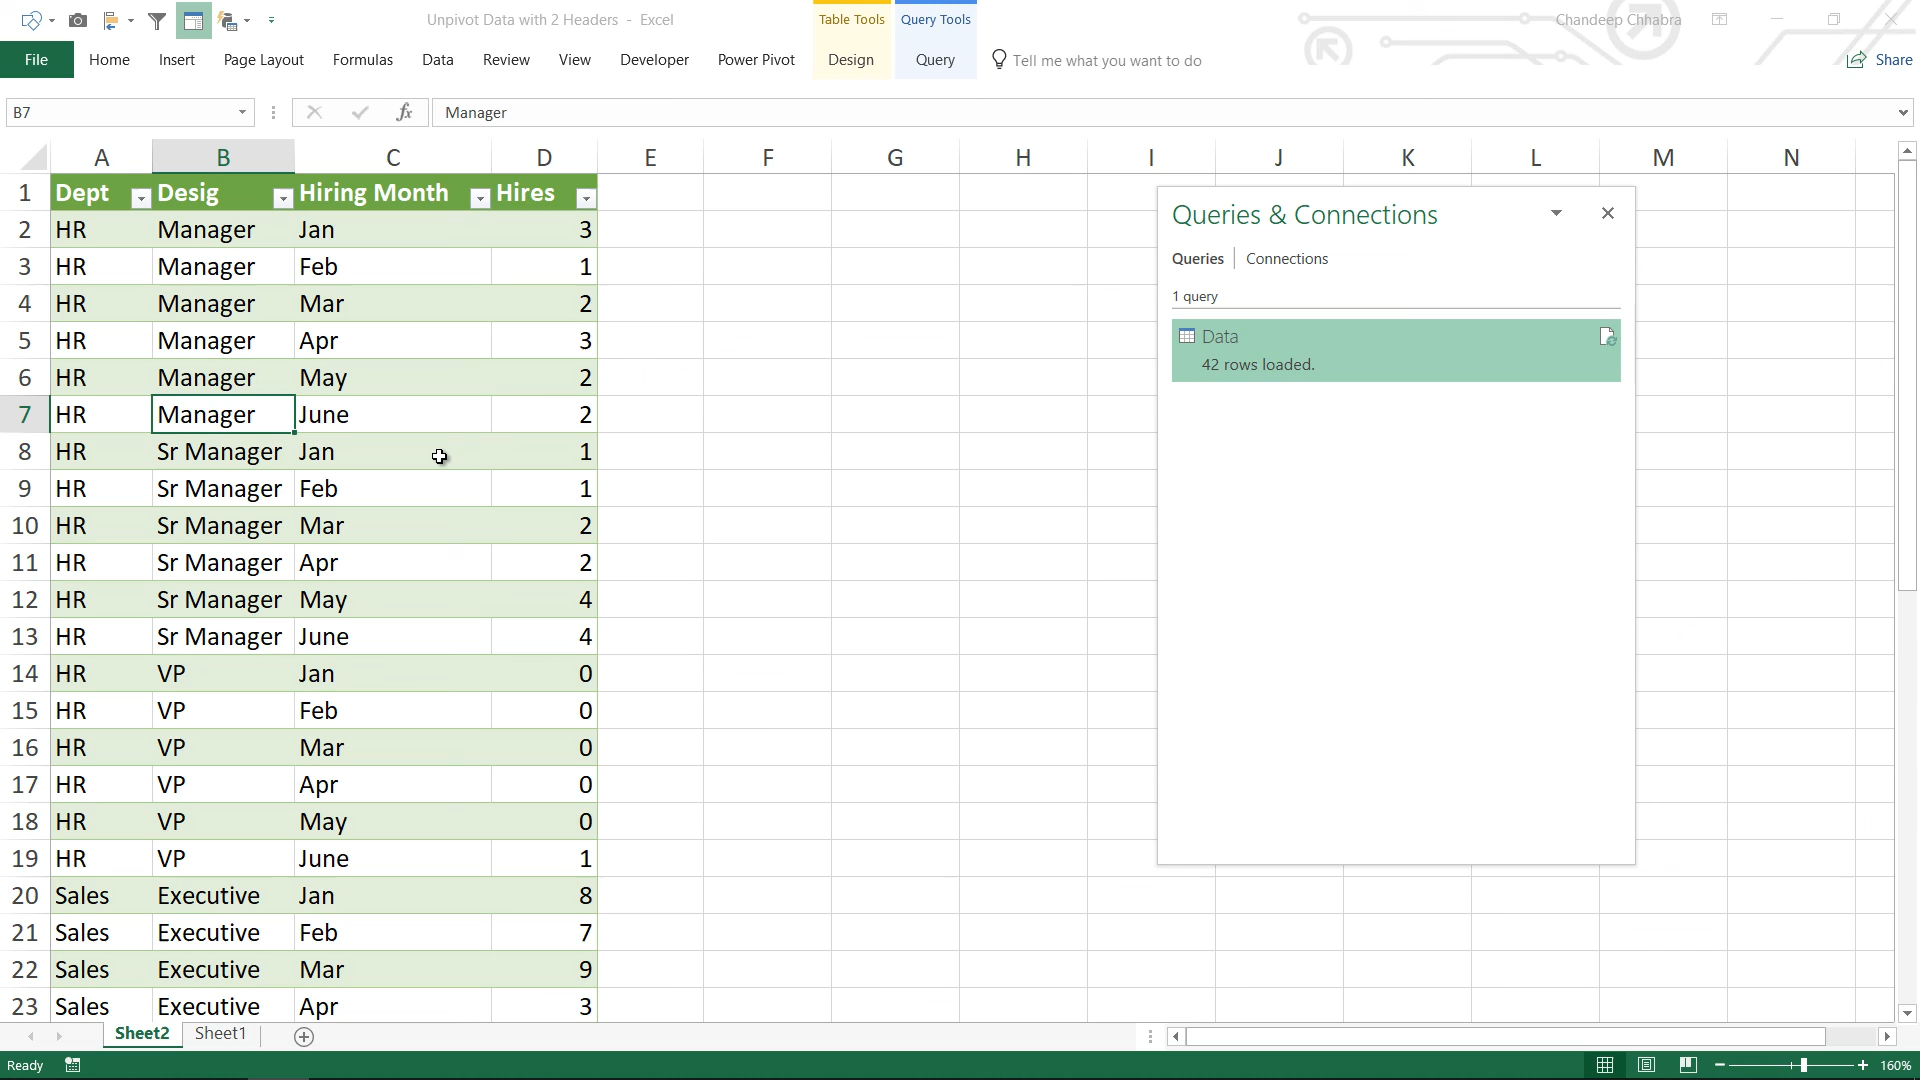 Unpivot Data with 2 Headers - Excel
Table Tools
Query Tools
Chandeep Chhabra
File Home Insert Page Layout Formulas Data Review View Developer Power Pivot Design Query Tell me what you want to do Share
B7 fx Manager
A B C D E F G H I J K L M N
1 Dept Desig Hiring Month Hires
2 HR Manager Jan 3
3 HR Manager Feb 1
4 HR Manager Mar 2
5 HR Manager Apr 3
6 HR Manager May 2
7 HR Manager June 2
8 HR Sr Manager Jan 1
9 HR Sr Manager Feb 1
10 HR Sr Manager Mar 2
11 HR Sr Manager Apr 2
12 HR Sr Manager May 4
13 HR Sr Manager June 4
14 HR VP Jan 0
15 HR VP Feb 0
16 HR VP Mar 0
17 HR VP Apr 0
18 HR VP May 0
19 HR VP June 1
20 Sales Executive Jan 8
21 Sales Executive Feb 7
22 Sales Executive Mar 9
23 Sales Executive Apr 3
Queries & Connections
Queries Connections
1 query
Data
42 rows loaded.
Sheet2 Sheet1
Ready
160%